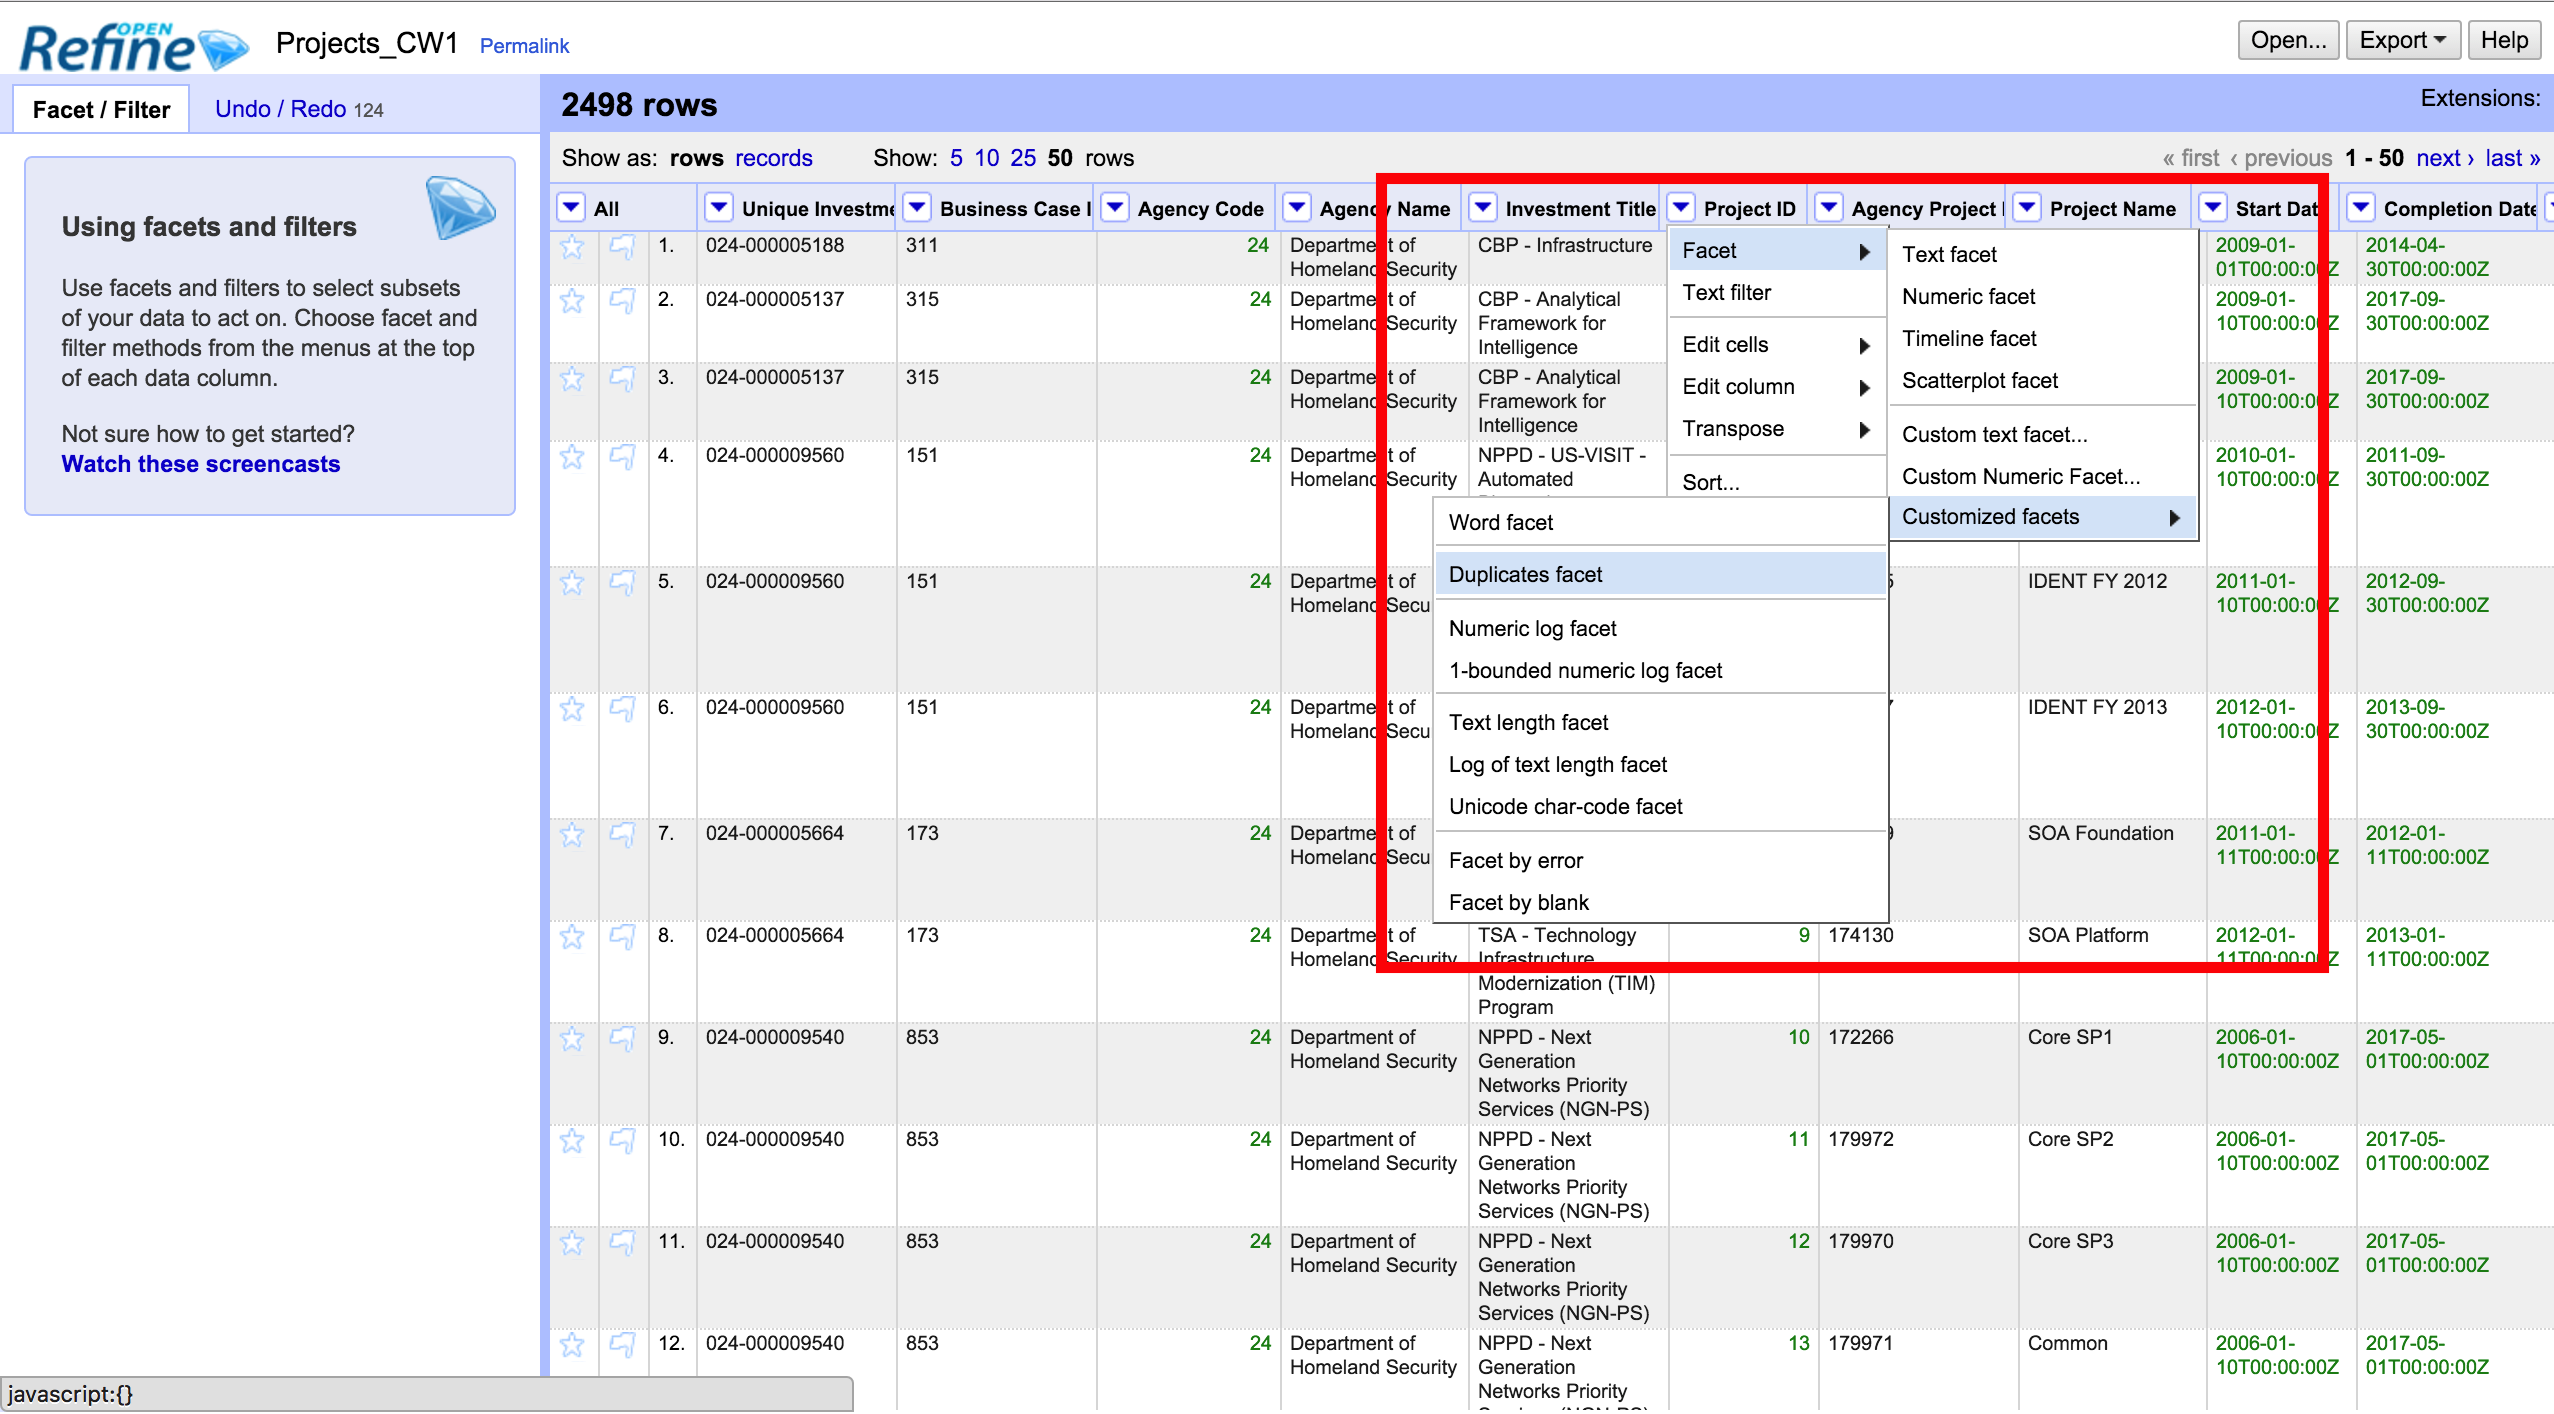 OPEN
Refine
Projects_CW1 Permalink
Open... Export Help
Facet / Filter Undo / Redo 124
2498 rows
Extensions:
Using facets and filters
Use facets and filters to select subsets
of your data to act on. Choose facet and
filter methods from the menus at the top
of each data column.
Not sure how to get started?
Watch these screencasts
Show as: rows records Show: 5 10 25 50 rows
« first ‹ previous 1 - 50 next › last »
All Unique Investme Business Case I Agency Code Agency Name Investment Title Project ID Agency Project Project Name Start Dat Completion Date
1. 024-000005188 311 24 Department of CBP - Infrastructure 2009-01- 2014-04-
Homeland Security 01T00:00:00Z 30T00:00:00Z
2. 024-000005137 315 24 Department of CBP - Analytical 2009-01- 2017-09-
Homeland Security Framework for 10T00:00:00Z 30T00:00:00Z
Intelligence
3. 024-000005137 315 24 Department of CBP - Analytical 2009-01- 2017-09-
Homeland Security Framework for 10T00:00:00Z 30T00:00:00Z
Intelligence
4. 024-000009560 151 24 Department of NPPD - US-VISIT - 2010-01- 2011-09-
Homeland Security Automated 10T00:00:00Z 30T00:00:00Z
5. 024-000009560 151 24 Department of IDENT FY 2012 2011-01- 2012-09-
Homeland Secu 10T00:00:00Z 30T00:00:00Z
6. 024-000009560 151 24 Department of IDENT FY 2013 2012-01- 2013-09-
Homeland Secu 10T00:00:00Z 30T00:00:00Z
7. 024-000005664 173 24 Department of SOA Foundation 2011-01- 2012-01-
Homeland Secu 11T00:00:00Z 11T00:00:00Z
8. 024-000005664 173 24 Department of TSA - Technology 9 174130 SOA Platform 2012-01- 2013-01-
Homeland Security Infrastructure 11T00:00:00Z 11T00:00:00Z
Modernization (TIM)
Program
9. 024-000009540 853 24 Department of NPPD - Next 10 172266 Core SP1 2006-01- 2017-05-
Homeland Security Generation 10T00:00:00Z 01T00:00:00Z
Networks Priority
Services (NGN-PS)
10. 024-000009540 853 24 Department of NPPD - Next 11 179972 Core SP2 2006-01- 2017-05-
Homeland Security Generation 10T00:00:00Z 01T00:00:00Z
Networks Priority
Services (NGN-PS)
11. 024-000009540 853 24 Department of NPPD - Next 12 179970 Core SP3 2006-01- 2017-05-
Homeland Security Generation 10T00:00:00Z 01T00:00:00Z
Networks Priority
Services (NGN-PS)
12. 024-000009540 853 24 Department of NPPD - Next 13 179971 Common 2006-01- 2017-05-
Homeland Security Generation 10T00:00:00Z 01T00:00:00Z
Networks Priority
Facet
Text filter
Edit cells
Edit column
Transpose
Sort...
Text facet
Numeric facet
Timeline facet
Scatterplot facet
Custom text facet...
Custom Numeric Facet...
Customized facets
Word facet
Duplicates facet
Numeric log facet
1-bounded numeric log facet
Text length facet
Log of text length facet
Unicode char-code facet
Facet by error
Facet by blank
javascript:{}